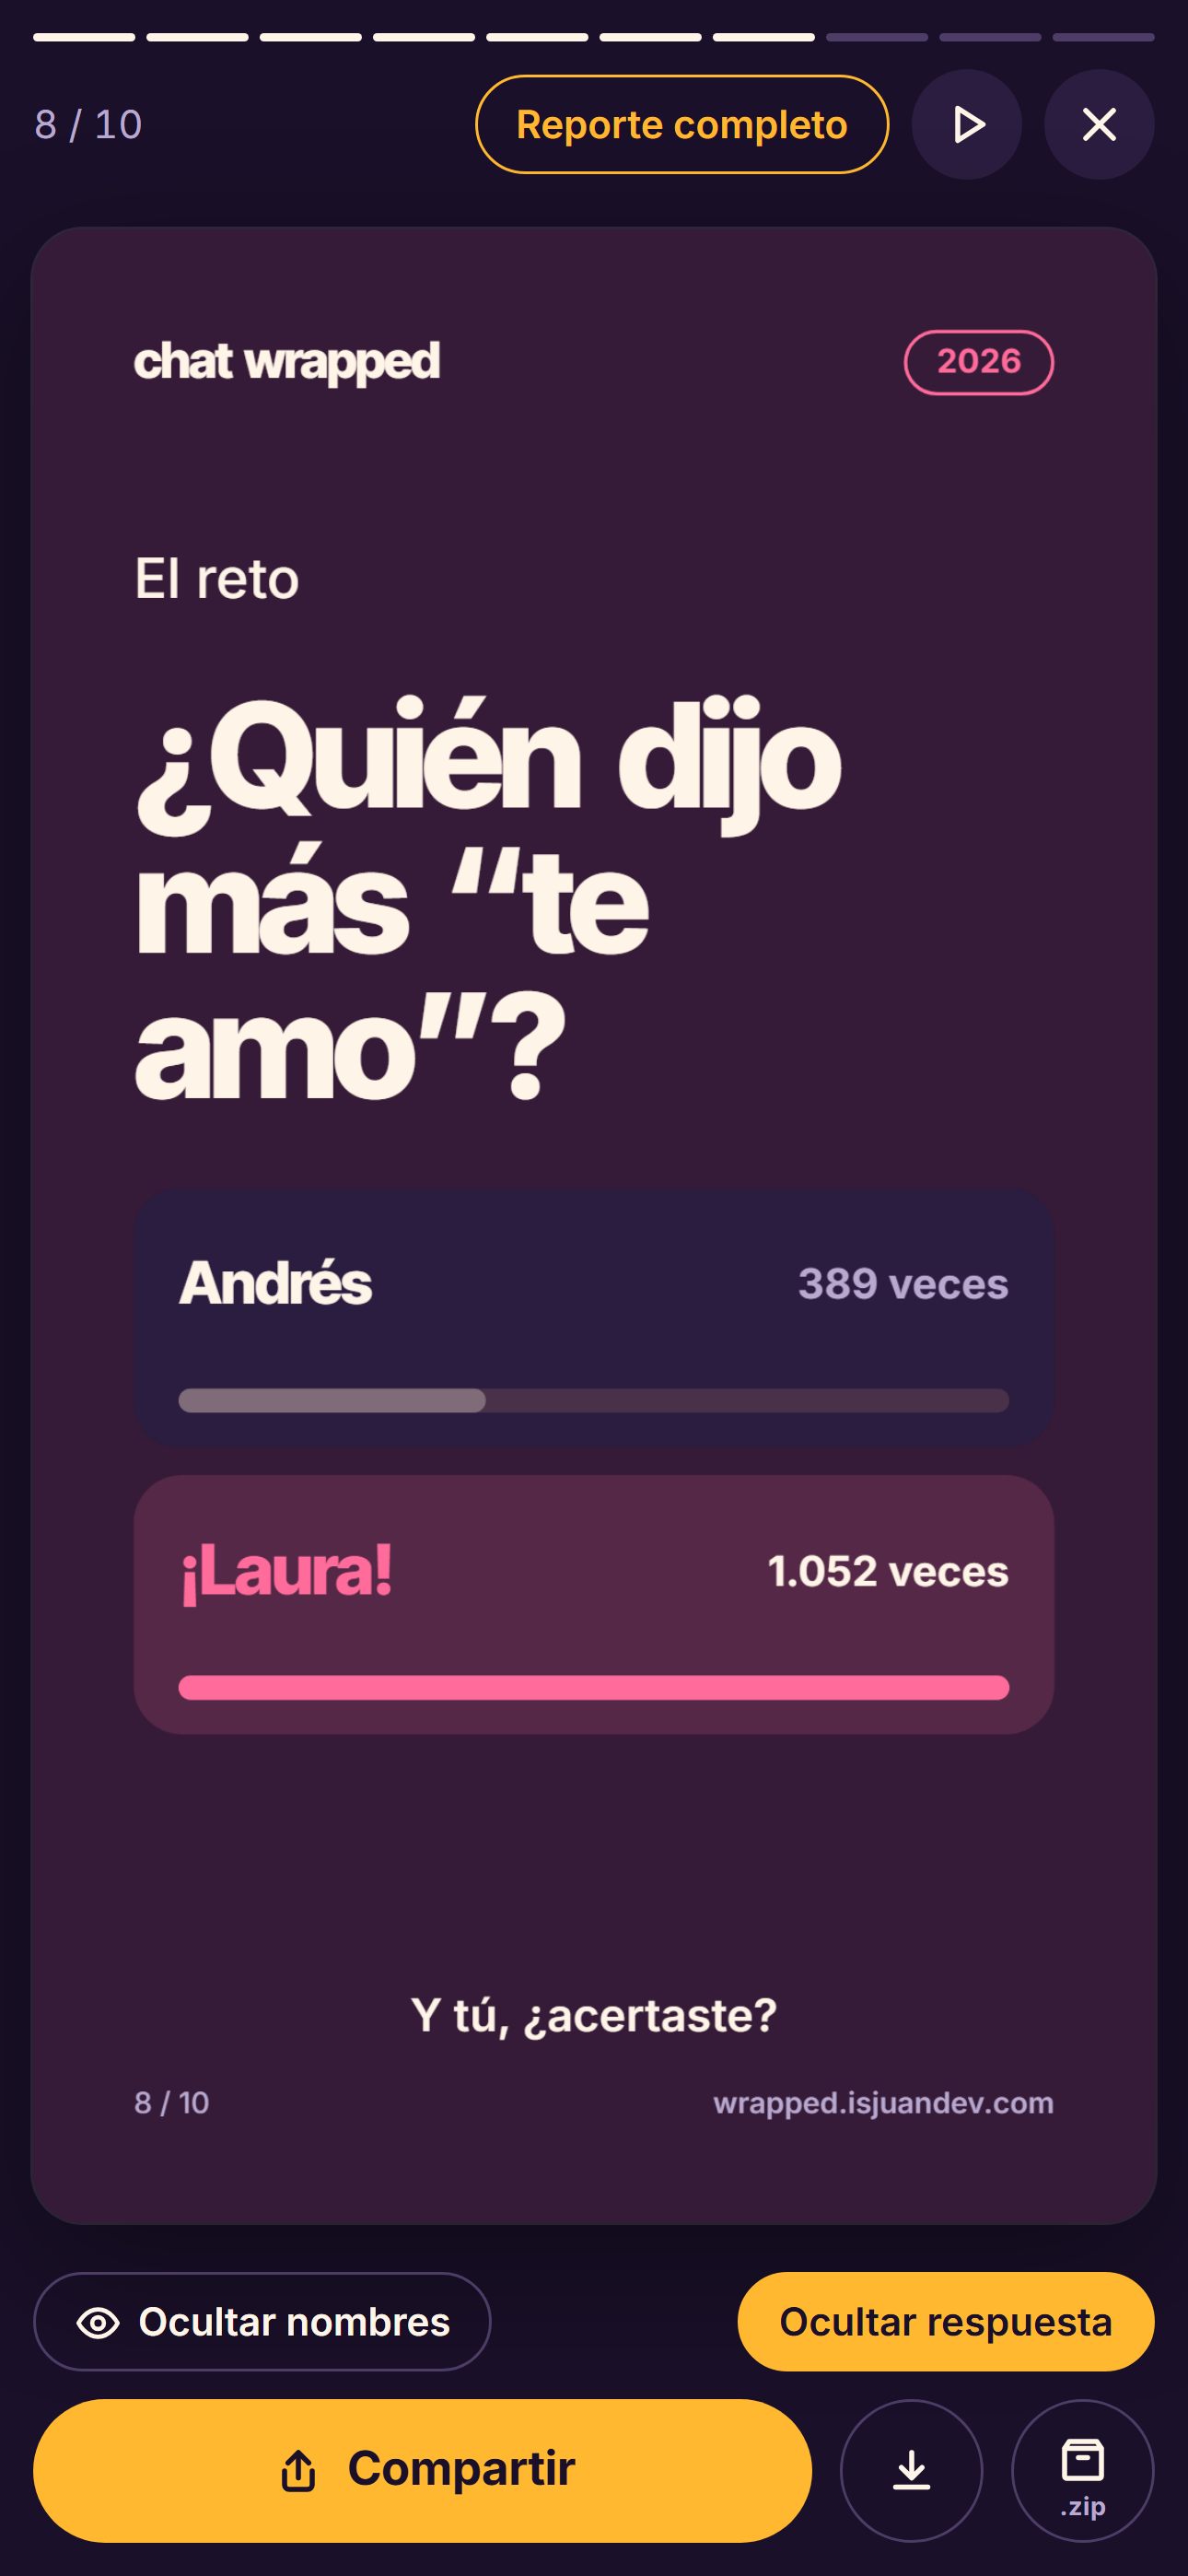 8 / 10
Reporte completo
chat wrapped
2026
El reto
¿Quién dijo
más “te
amo”?
Andrés
389 veces
¡Laura!
1.052 veces
Y tú, ¿acertaste?
8 / 10
wrapped.isjuandev.com
Ocultar nombres
Ocultar respuesta
Compartir
.zip